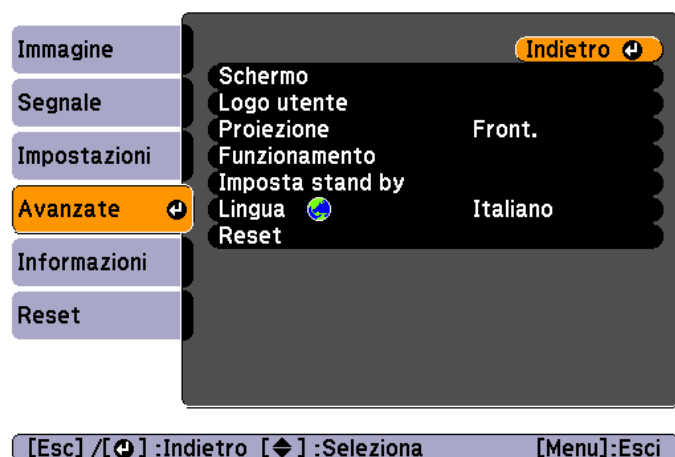 Immagine
Segnale
Impostazioni
Avanzate
Informazioni
Reset
Indietro
Schermo
Logo utente
Proiezione Front.
Funzionamento
Imposta stand by
Lingua Italiano
Reset
[Esc] /[ ] :Indietro [ ] :Seleziona [Menu]:Esci